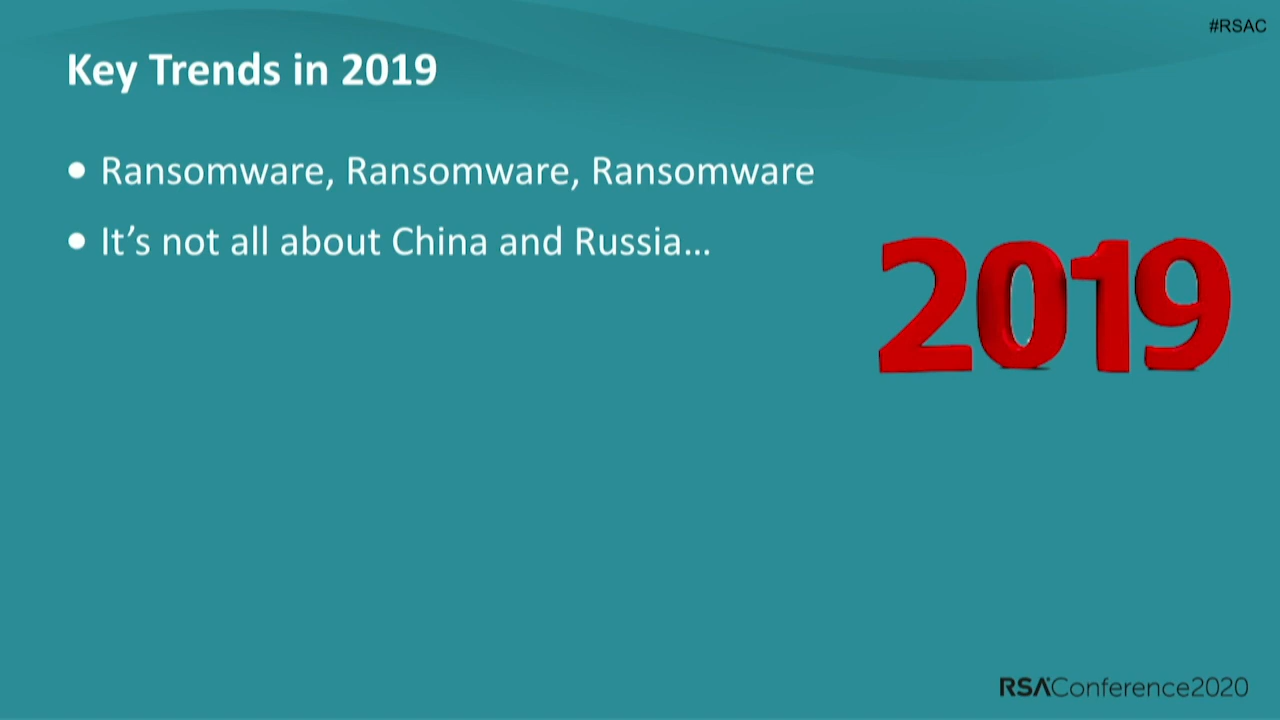 #RSAC
Key Trends in 2019
• Ransomware, Ransomware, Ransomware
• It’s not all about China and Russia…
2019
RSAConference2020